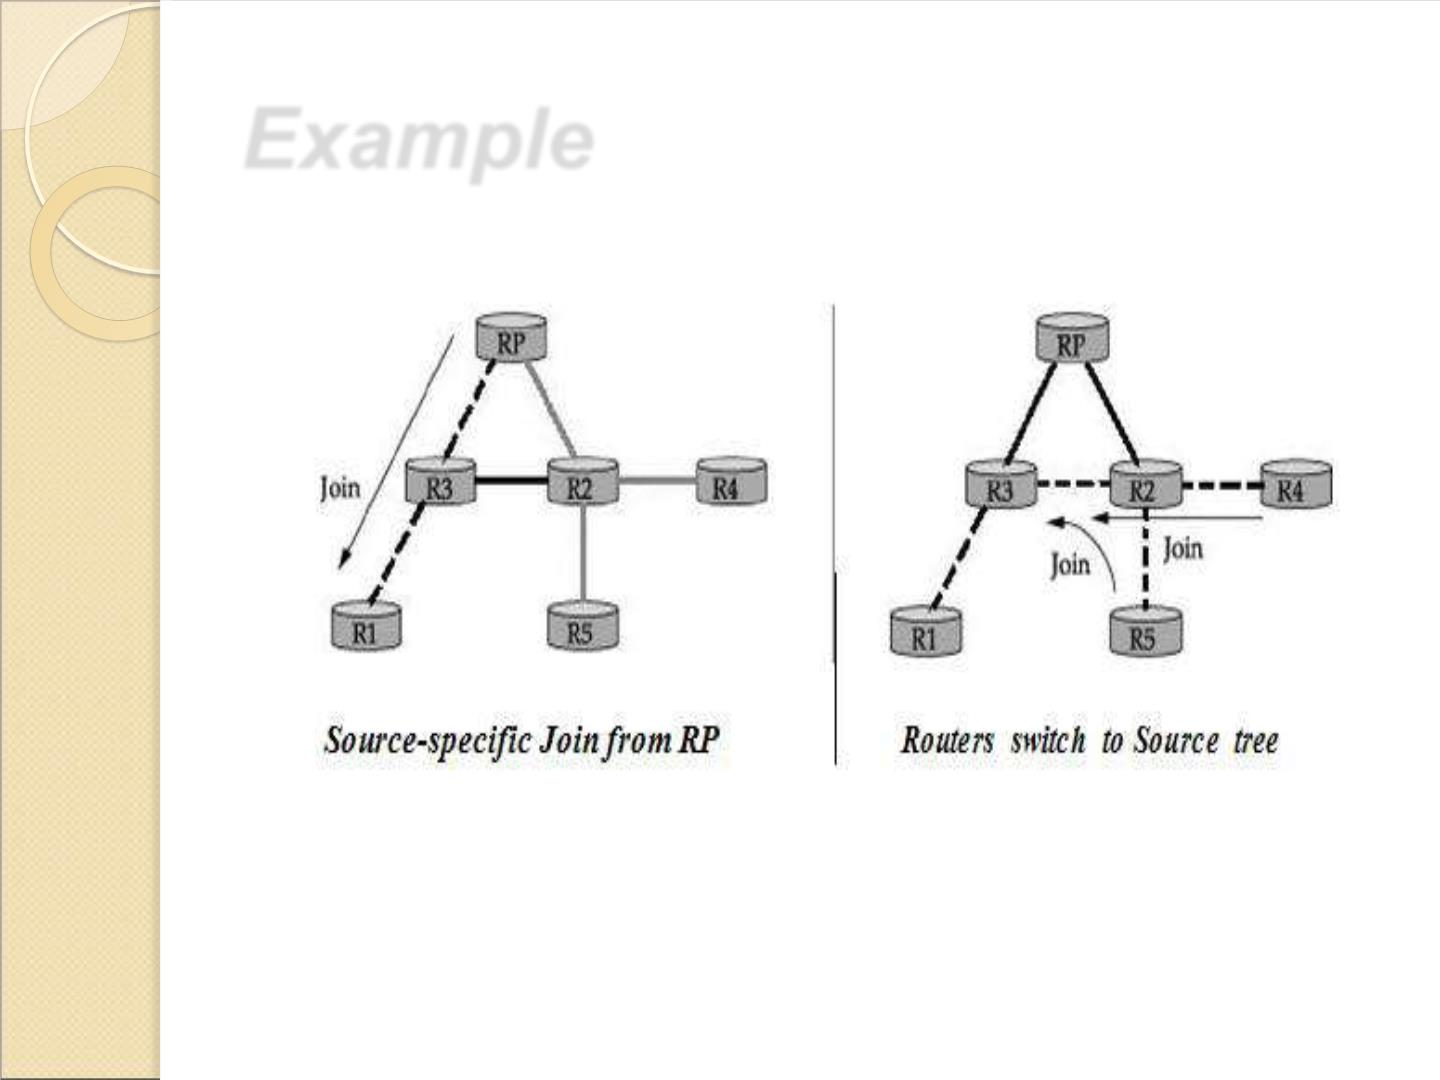 Example
RP
R3
R2
R4
Join
R1
R5
Source-specific Join from RP
RP
R3
R2
R4
Join
Join
R1
R5
Routers switch to Source tree